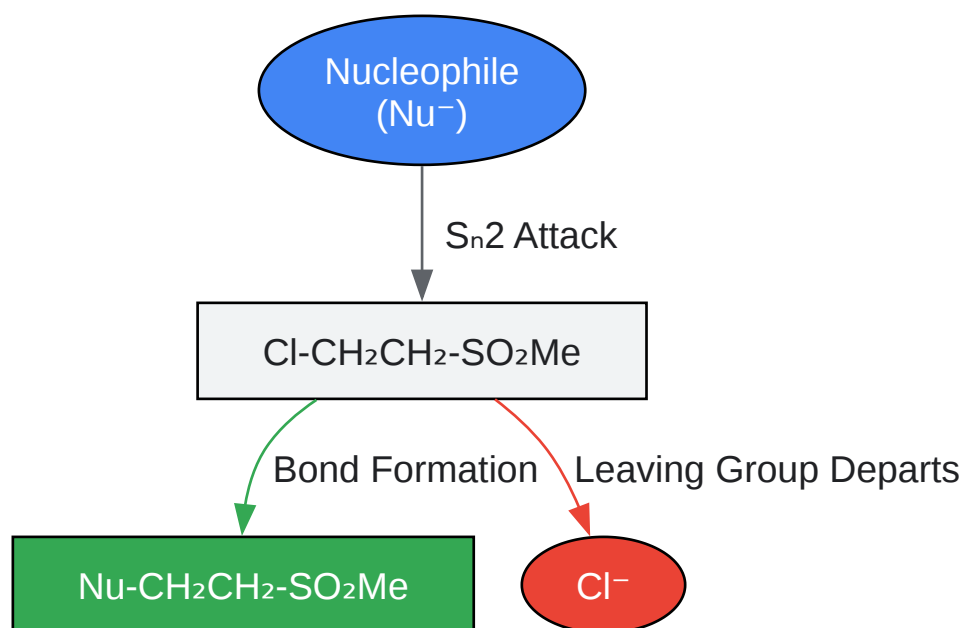 Nucleophile
(Nu⁻)
Sₙ2 Attack
Cl-CH₂CH₂-SO₂Me
Bond Formation
Leaving Group Departs
Nu-CH₂CH₂-SO₂Me
Cl⁻